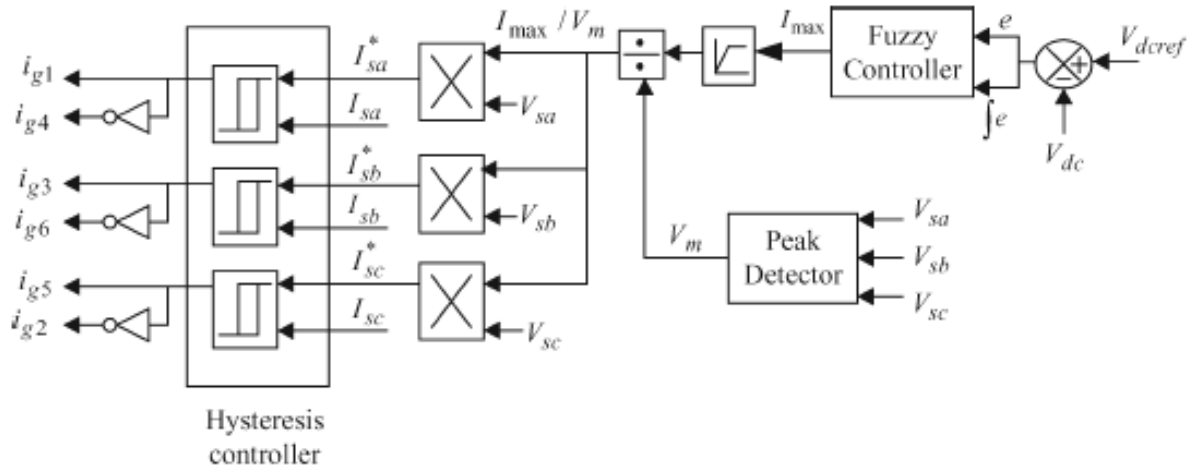 I_max / V_m
I_max
Fuzzy
Controller
e
∫e
V_dcref
V_dc
+
−
÷
i_g1
i_g4
I*_sa
I_sa
V_sa
i_g3
i_g6
I*_sb
I_sb
V_sb
i_g5
i_g2
I*_sc
I_sc
V_sc
V_m
Peak
Detector
V_sa
V_sb
V_sc
Hysteresis
controller